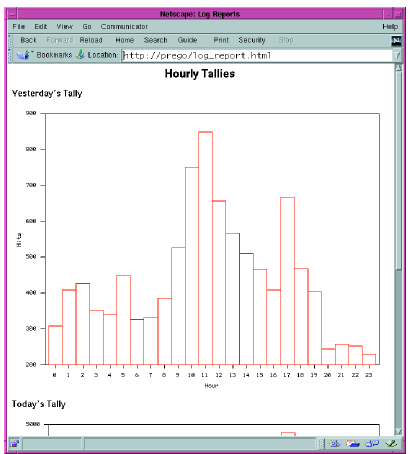 Netscape: Log Reports
File Edit View Go Communicator Help
Back Forward Reload Home Search Guide Print Security Stop
Bookmarks Location http://prego/log_report.html
Hourly Tallies
Yesterday's Tally
900
800
700
600
Hits
500
400
300
200
0 1 2 3 4 5 6 7 8 9 10 11 12 13 14 15 16 17 18 19 20 21 22 23
Hour
Today's Tally
5000